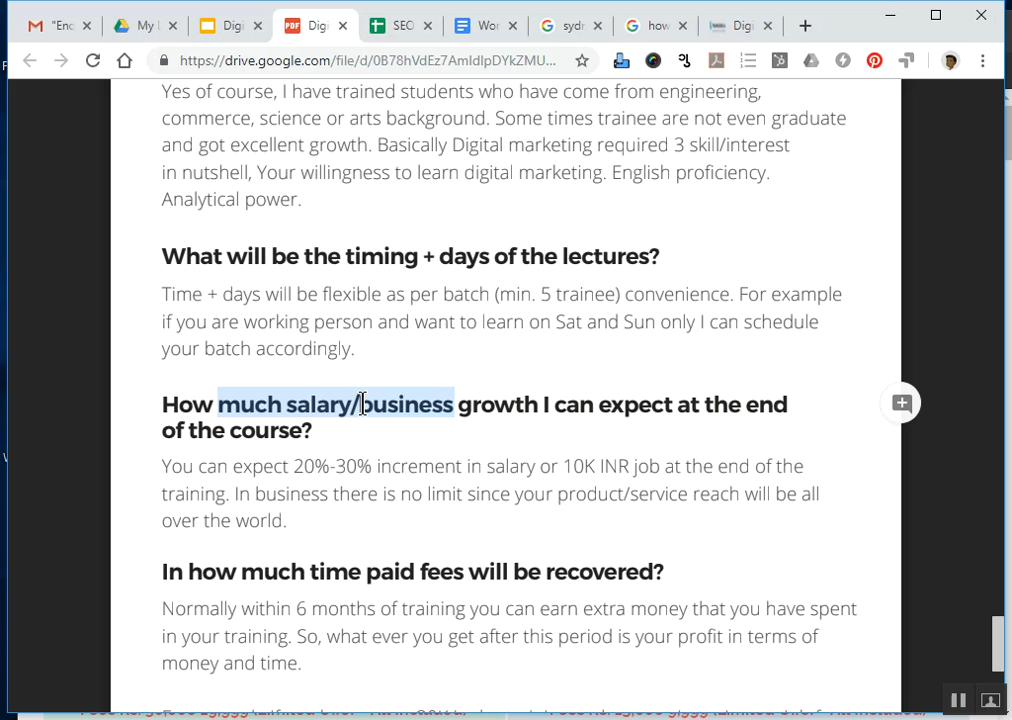 "Enc
My l
Digi
Digi
SEO
Wor
sydr
how
Digi
https://drive.google.com/file/d/0B78hVdEz7AmIdlpDYkZMU...
Yes of course, I have trained students who have come from engineering,
commerce, science or arts background. Some times trainee are not even graduate
and got excellent growth. Basically Digital marketing required 3 skill/interest
in nutshell, Your willingness to learn digital marketing. English proficiency.
Analytical power.
What will be the timing + days of the lectures?
Time + days will be flexible as per batch (min. 5 trainee) convenience. For example
if you are working person and want to learn on Sat and Sun only I can schedule
your batch accordingly.
How much salary/business growth I can expect at the end
of the course?
You can expect 20%-30% increment in salary or 10K INR job at the end of the
training. In business there is no limit since your product/service reach will be all
over the world.
In how much time paid fees will be recovered?
Normally within 6 months of training you can earn extra money that you have spent
in your training. So, what ever you get after this period is your profit in terms of
money and time.